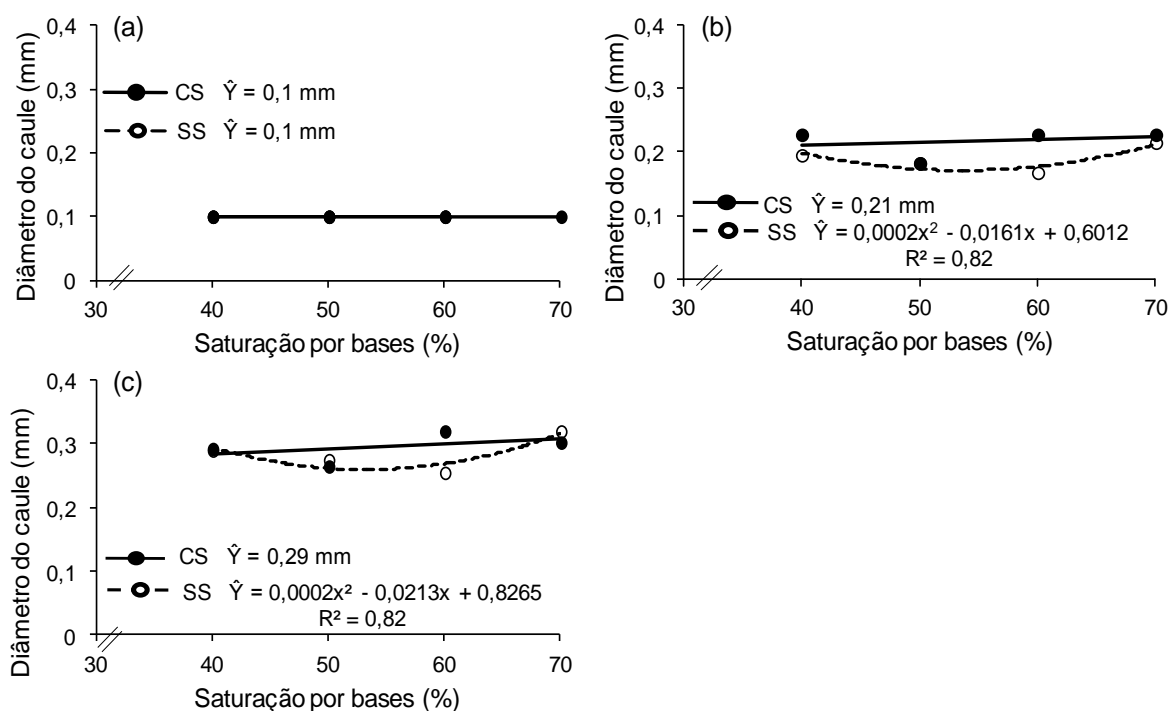 (a)
Diâmetro do caule (mm)
0,4
0,3
0,2
0,1
0
CS Ŷ = 0,1 mm
SS Ŷ = 0,1 mm
30 40 50 60 70
Saturação por bases (%)
(b)
Diâmetro do caule (mm)
0,4
0,3
0,2
0,1
0
CS Ŷ = 0,21 mm
SS Ŷ = 0,0002x² - 0,0161x + 0,6012
R² = 0,82
30 40 50 60 70
Saturação por bases (%)
(c)
Diâmetro do caule (mm)
0,4
0,3
0,2
0,1
0
CS Ŷ = 0,29 mm
SS Ŷ = 0,0002x² - 0,0213x + 0,8265
R² = 0,82
30 40 50 60 70
Saturação por bases (%)